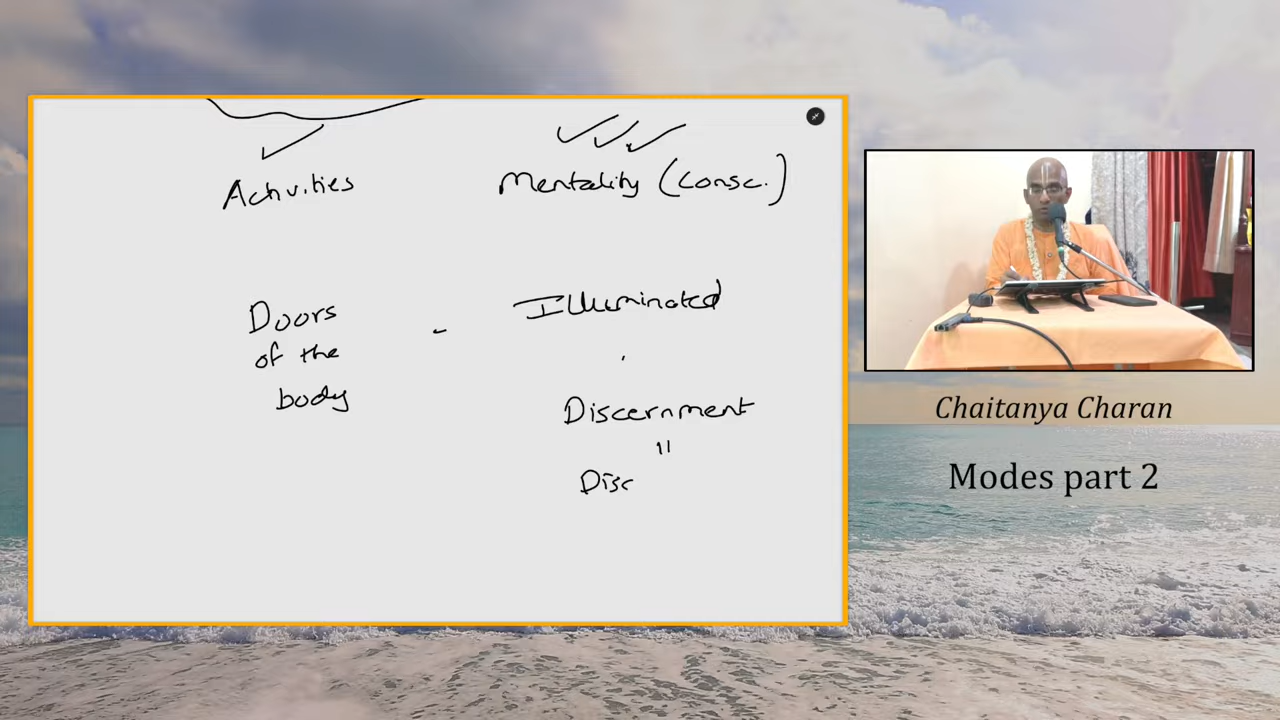 Activities
Mentality (consc.)
Doors
of the
body
-
Illuminated
Discernment
Disc
Chaitanya Charan
Modes part 2